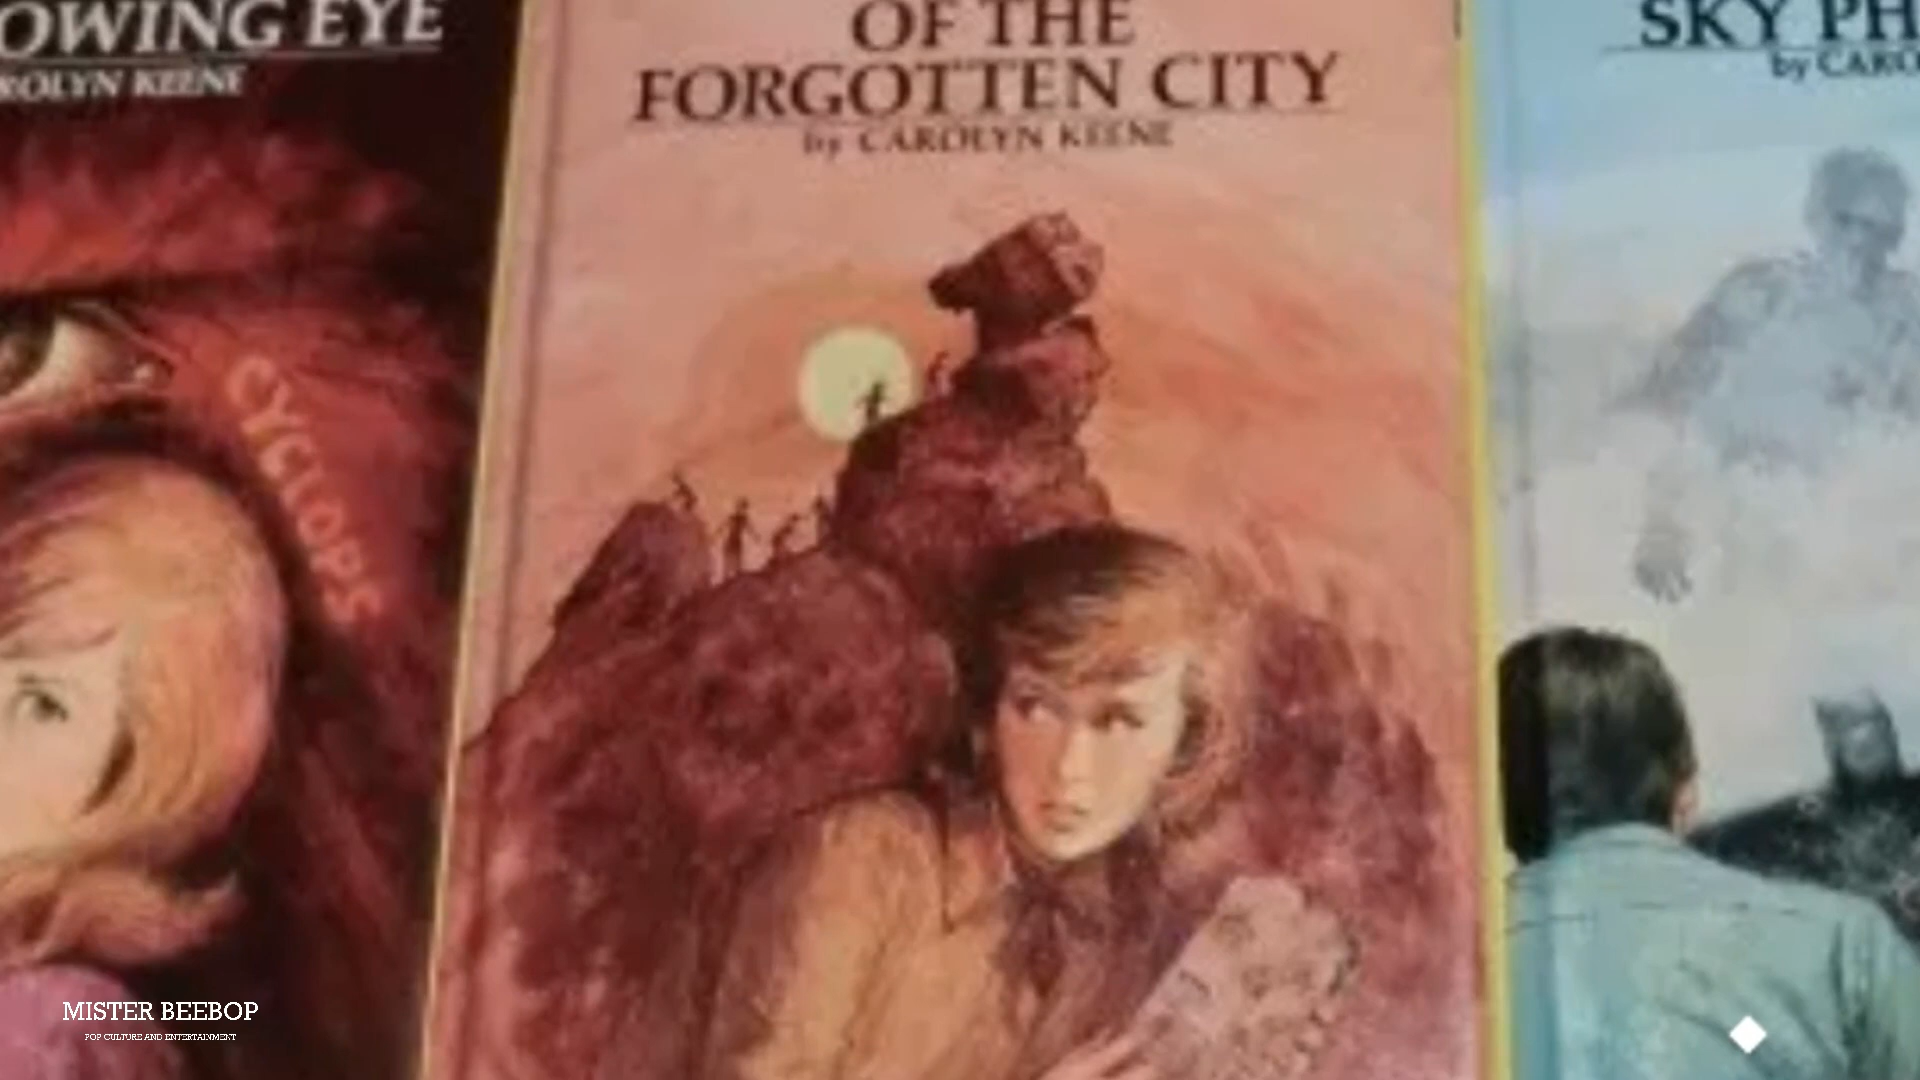 OWING EYE
ROLYN KEENE
CYCLOPS
OF THE
FORGOTTEN CITY
by CAROLYN KEENE
SKY PH
by CARO
MISTER BEEBOP
POP CULTURE AND ENTERTAINMENT